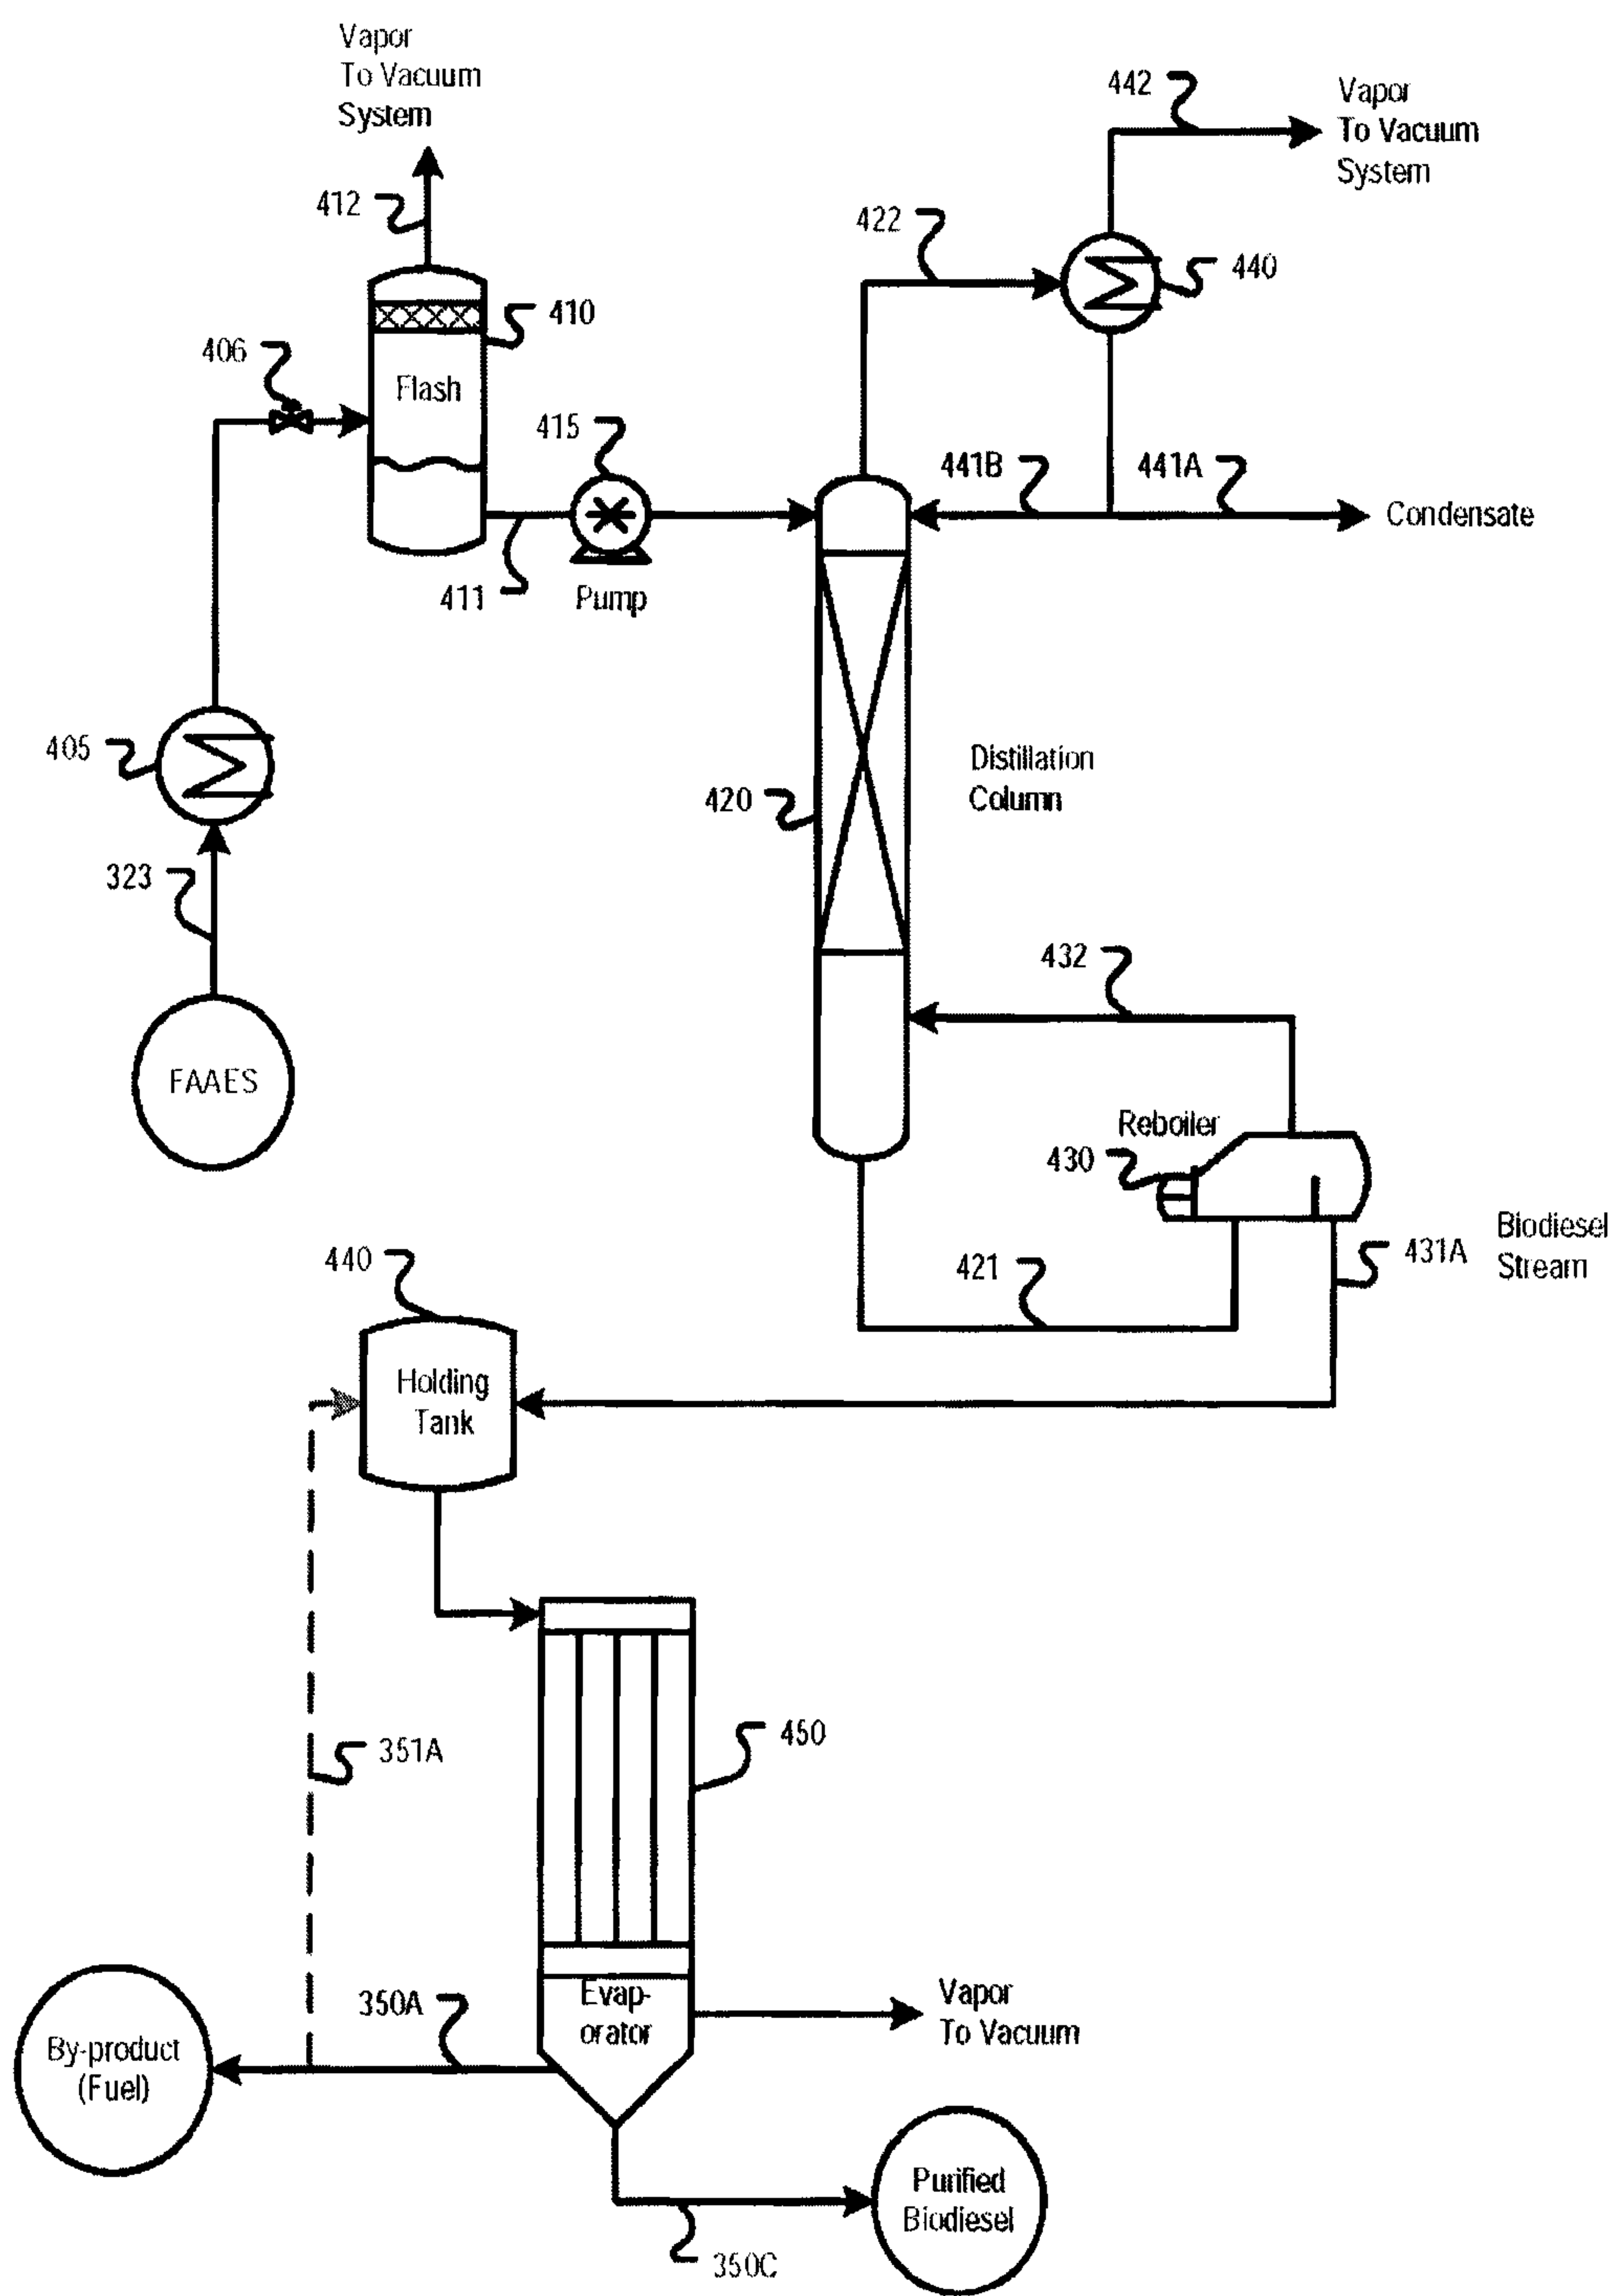 Vapor
To Vacuum
System
442
Vapor
To Vacuum
System
412
422
440
410
406
Flash
415
441B
441A
Condensate
411
Pump
405
Distillation
Column
420
323
432
FAAES
Reboiler
430
Biodiesel
Stream
431A
421
440
Holding
Tank
450
351A
350A
Evap-
orator
Vapor
To Vacuum
By-product
(Fuel)
Purified
Biodiesel
350C